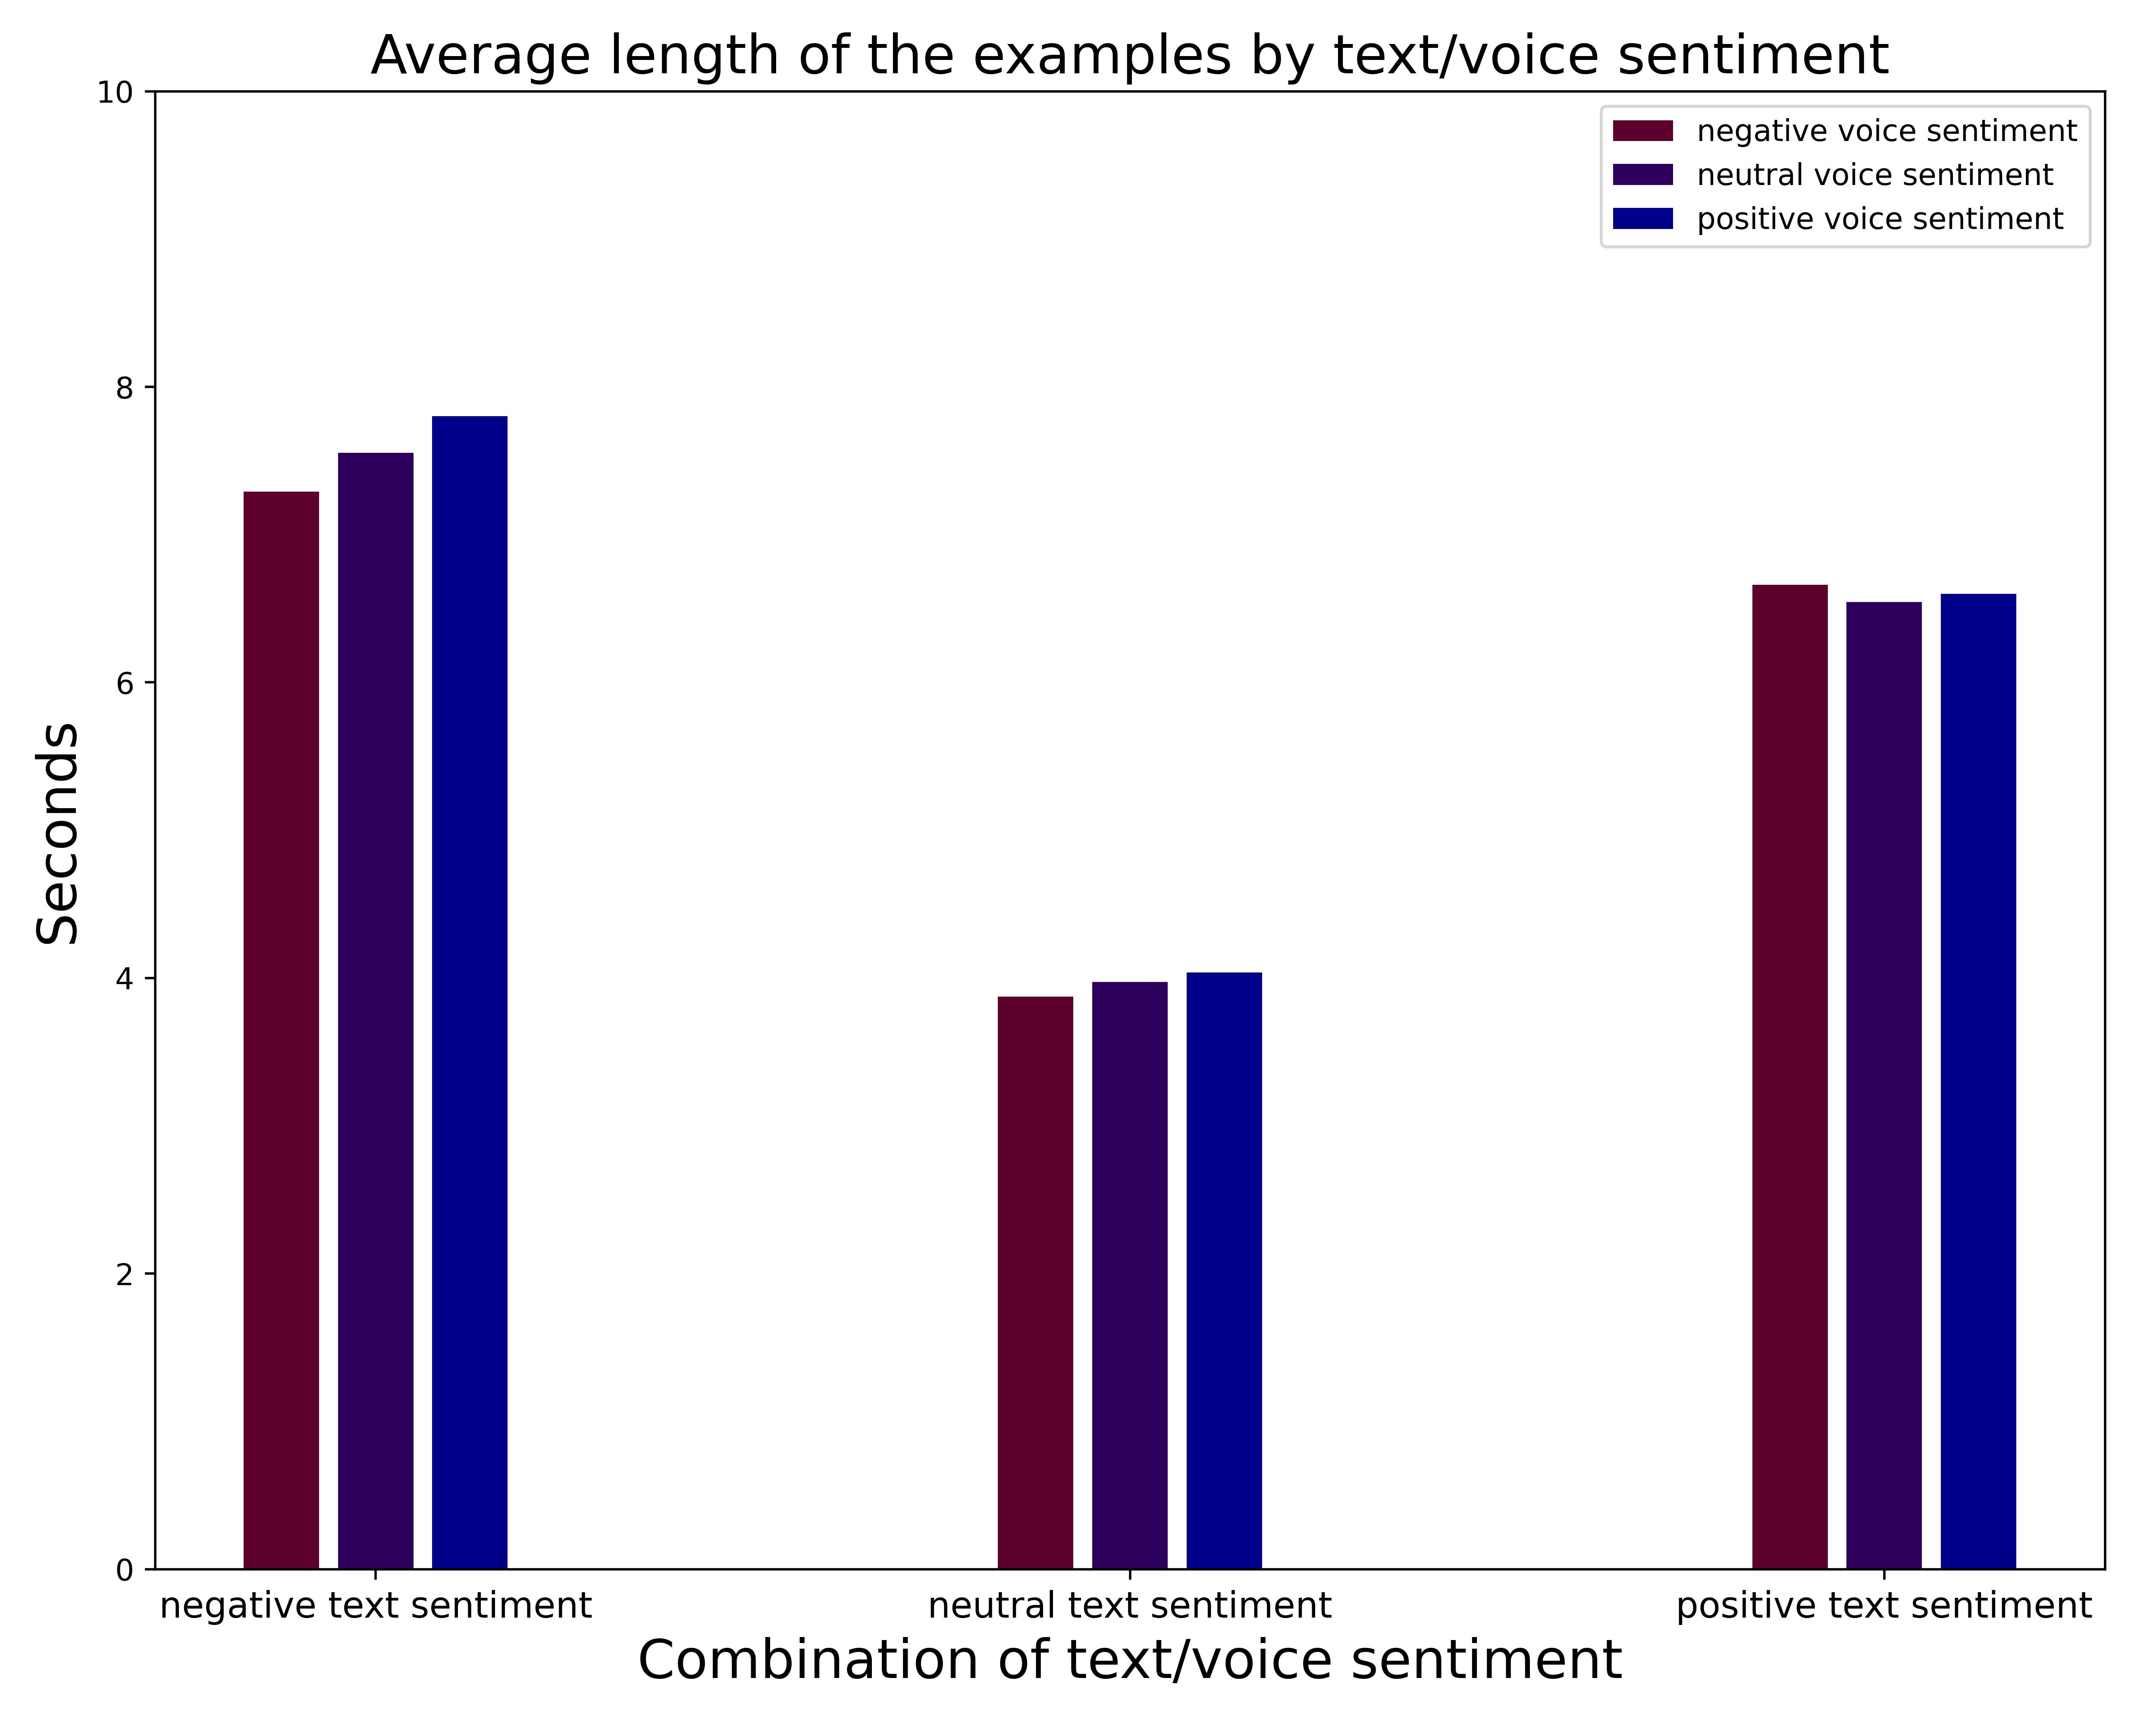 Average length of the examples by text/voice sentiment
negative voice sentiment
neutral voice sentiment
positive voice sentiment
10
8
6
4
2
0
Seconds
negative text sentiment
neutral text sentiment
positive text sentiment
Combination of text/voice sentiment